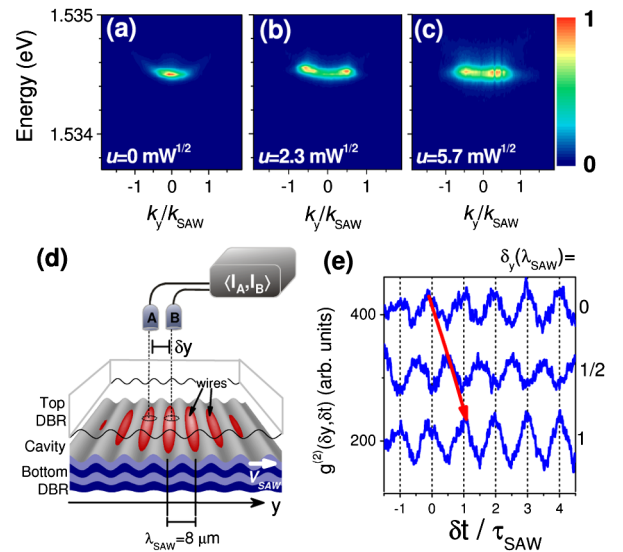 1.535
1.534
Energy (eV)
(a)
u=0 mW1/2
(b)
u=2.3 mW1/2
(c)
u=5.7 mW1/2
1
0
-1 0 1
-1 0 1
-1 0 1
ky/kSAW
ky/kSAW
ky/kSAW
(d)
⟨IA,IB⟩
A
B
δy
wires
Top
DBR
Cavity
Bottom
DBR
VSAW
y
λSAW=8 μm
(e)
δy(λSAW)=
0
1/2
1
400
200
g(2)(δy,δt) (arb. units)
-1 0 1 2 3 4
δt / τSAW